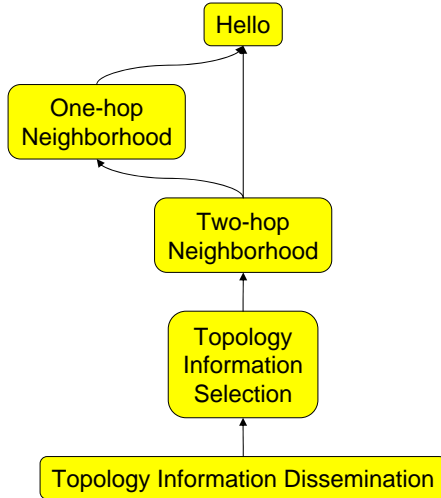 Hello
One-hop
Neighborhood
Two-hop
Neighborhood
Topology
Information
Selection
Topology Information Dissemination